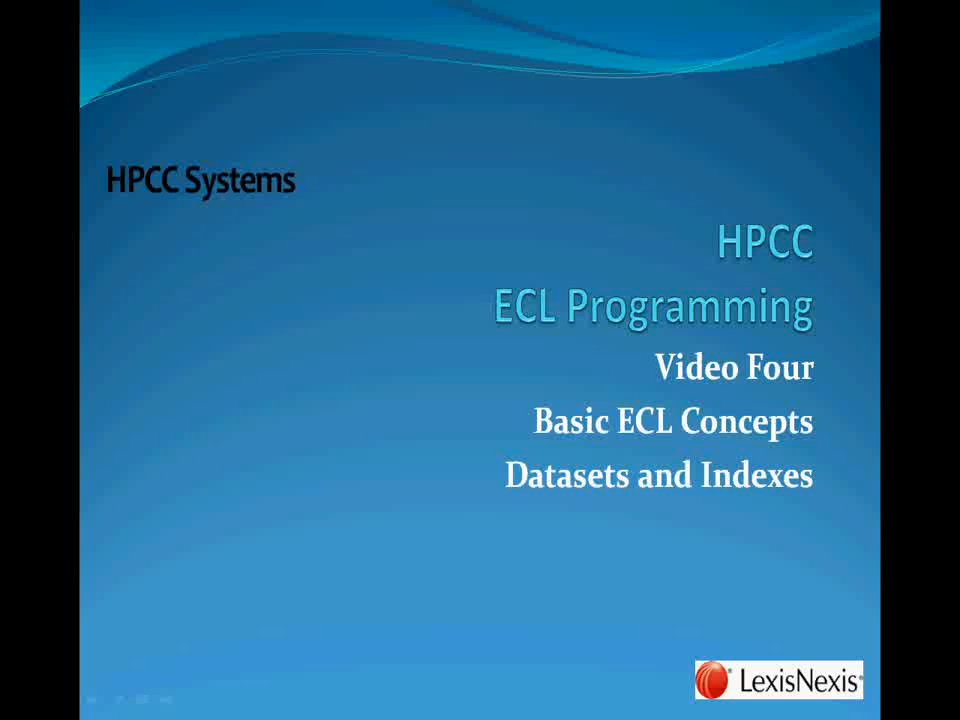 HPCC Systems
HPCC
ECL Programming
Video Four
Basic ECL Concepts
Datasets and Indexes
LexisNexis®